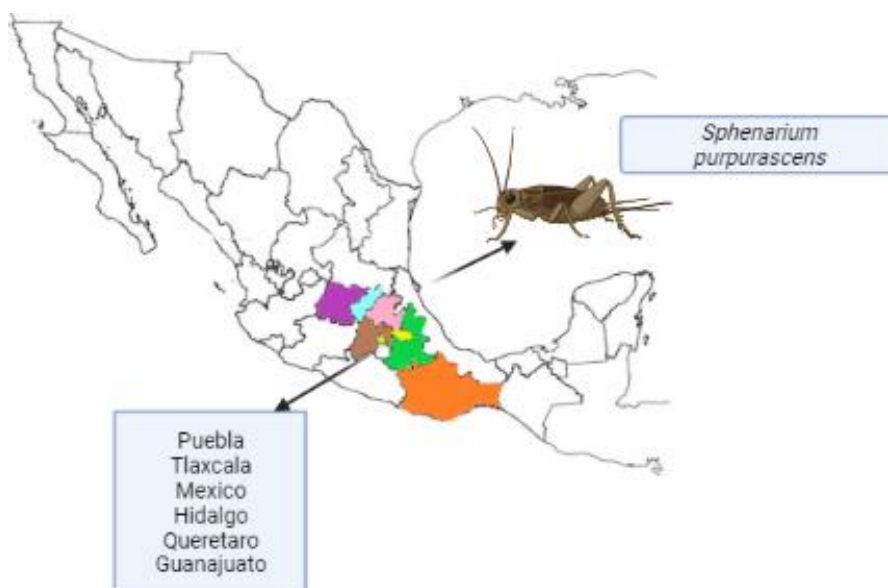 Sphenarium
purpurascens
Puebla
Tlaxcala
Mexico
Hidalgo
Queretaro
Guanajuato